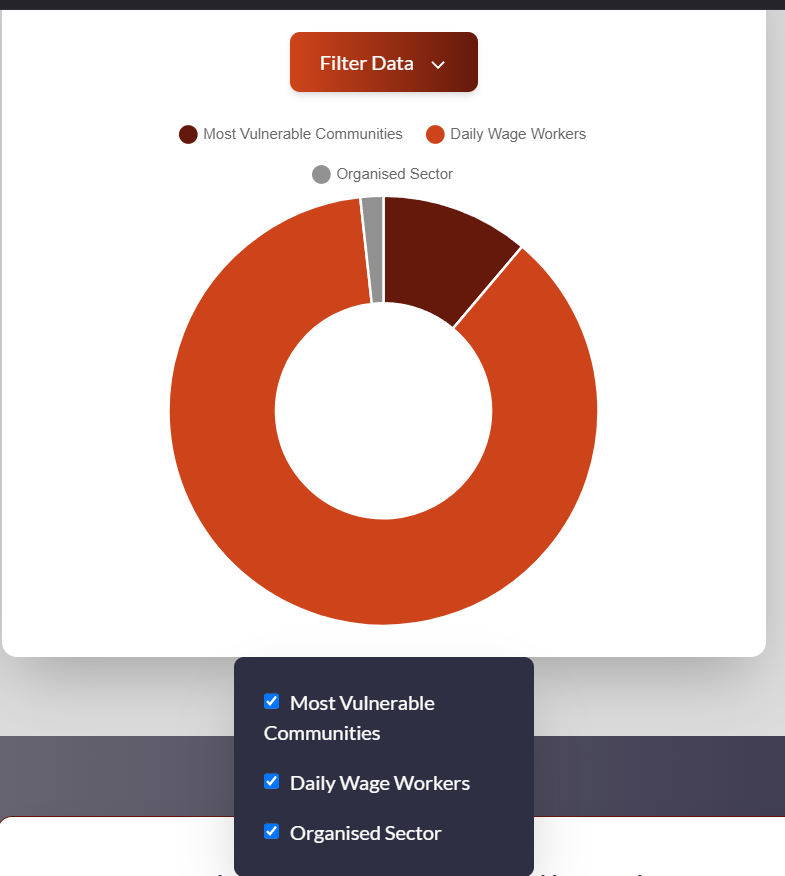 Filter Data
Most Vulnerable Communities Daily Wage Workers
Organised Sector
Most Vulnerable
Communities
Daily Wage Workers
Organised Sector